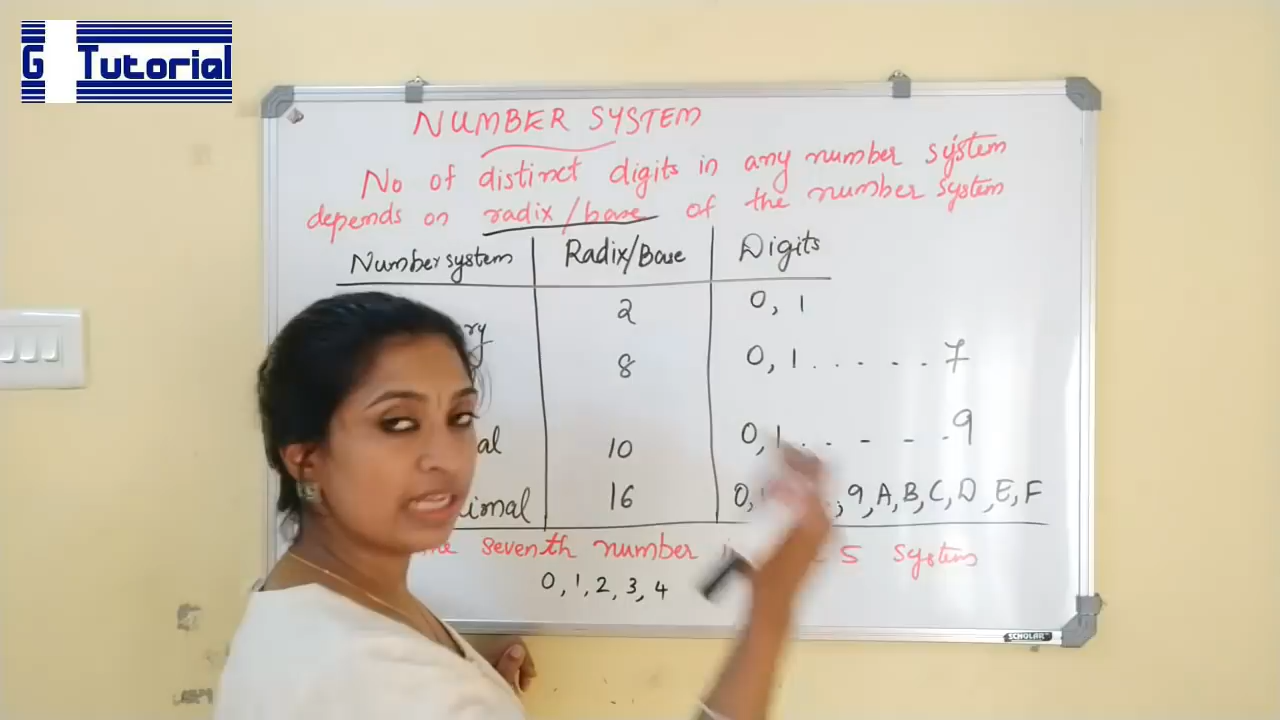 G Tutorial
NUMBER SYSTEM
No of distinct digits in any number system
depends on radix/base of the number system
Number system Radix/Base Digits
2 0, 1
8 0, 1 . . . . . 7
10 0, 1 . . - - - 9
16 0, 9, A, B, C, D, E, F
seventh number 5 system
0, 1, 2, 3, 4
SCHOLAR